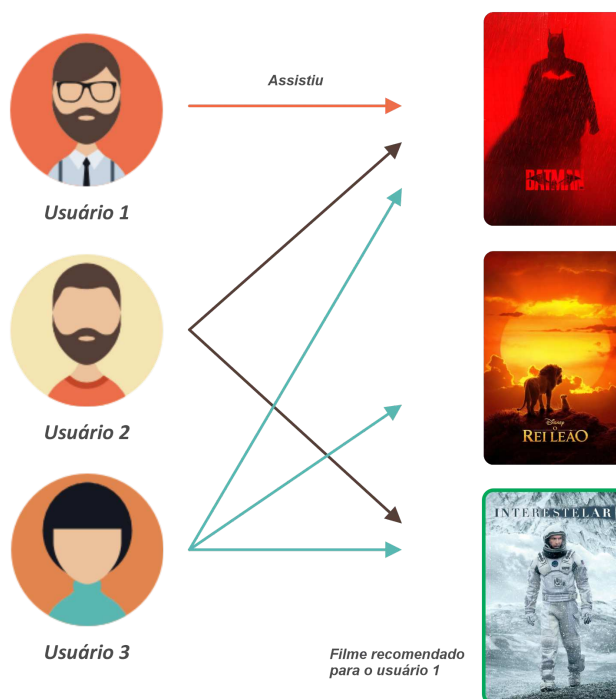 Assistiu
BATMAN
Usuário 1
Disney
O
REI LEÃO
Usuário 2
INTERESTELAR
Usuário 3
Filme recomendado
para o usuário 1